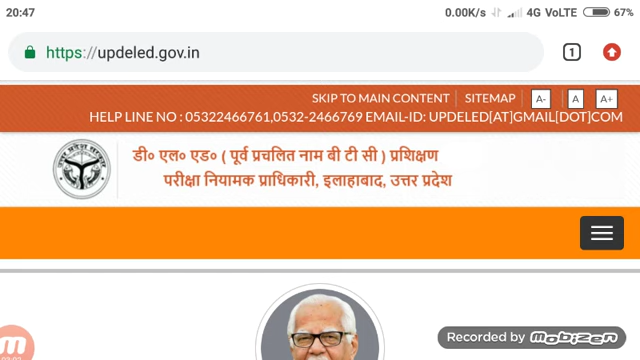 20:47 0.00K/s 4G VoLTE 67%
https://updeled.gov.in 1
SKIP TO MAIN CONTENT SITEMAP A- A A+
HELP LINE NO : 05322466761,0532-2466769 EMAIL-ID: UPDELED[AT]GMAIL[DOT]COM
डी० एल० एड० ( पूर्व प्रचलित नाम बी टी सी ) प्रशिक्षण
परीक्षा नियामक प्राधिकारी, इलाहाबाद, उत्तर प्रदेश
Recorded by mobizen